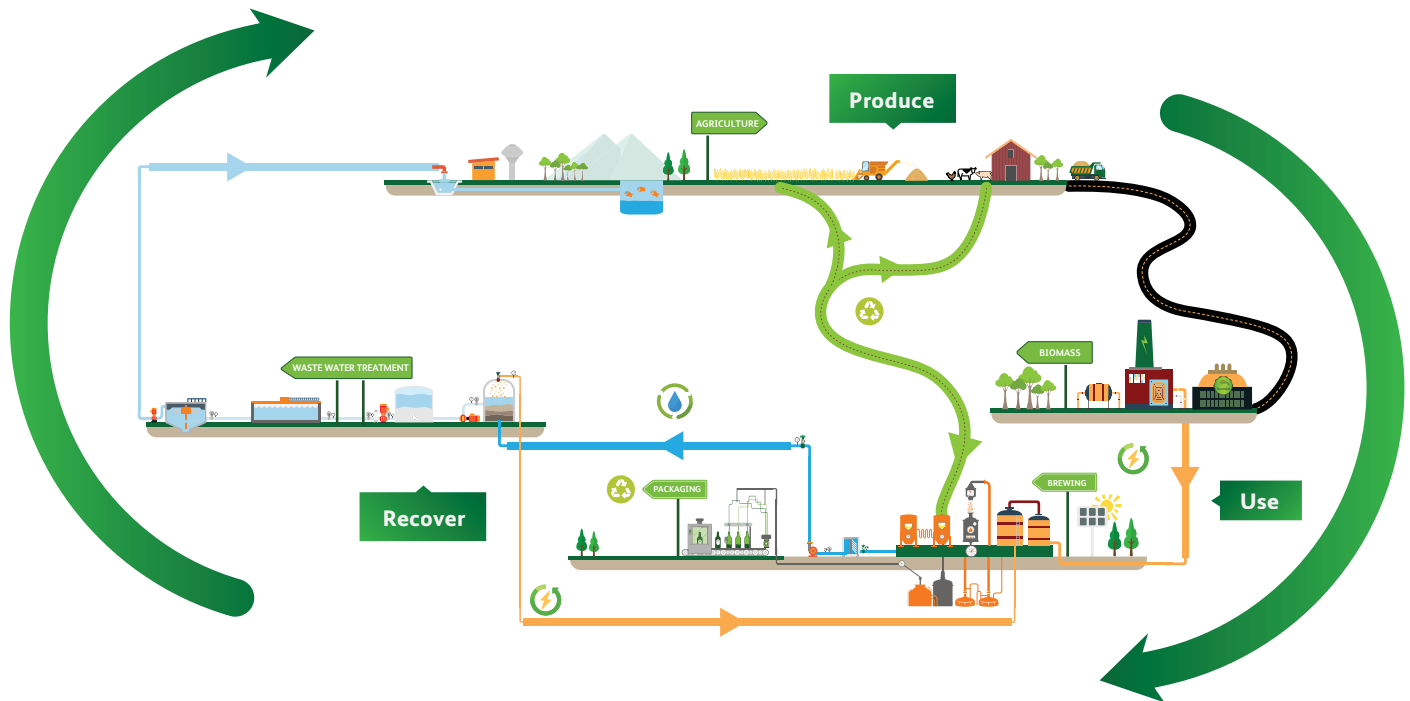 Produce
AGRICULTURE
BIOMASS
WASTE WATER TREATMENT
BREWING
PACKAGING
Use
Recover